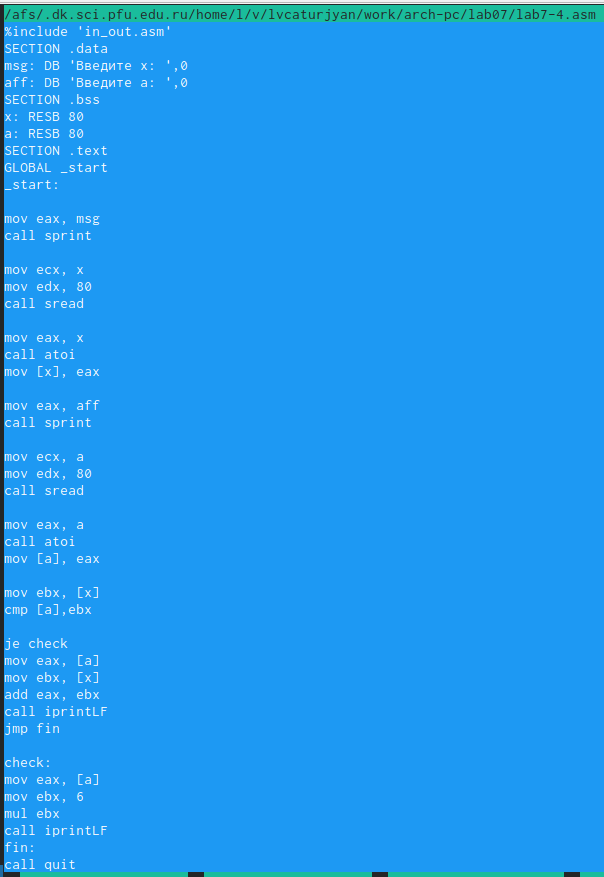 /afs/.dk.sci.pfu.edu.ru/home/l/v/lvcaturjyan/work/arch-pc/lab07/lab7-4.asm
%include 'in_out.asm'
SECTION .data
msg: DB 'Введите x: ',0
aff: DB 'Введите a: ',0
SECTION .bss
x: RESB 80
a: RESB 80
SECTION .text
GLOBAL _start
_start:
mov eax, msg
call sprint
mov ecx, x
mov edx, 80
call sread
mov eax, x
call atoi
mov [x], eax
mov eax, aff
call sprint
mov ecx, a
mov edx, 80
call sread
mov eax, a
call atoi
mov [a], eax
mov ebx, [x]
cmp [a],ebx
je check
mov eax, [a]
mov ebx, [x]
add eax, ebx
call iprintLF
jmp fin
check:
mov eax, [a]
mov ebx, 6
mul ebx
call iprintLF
fin:
call quit